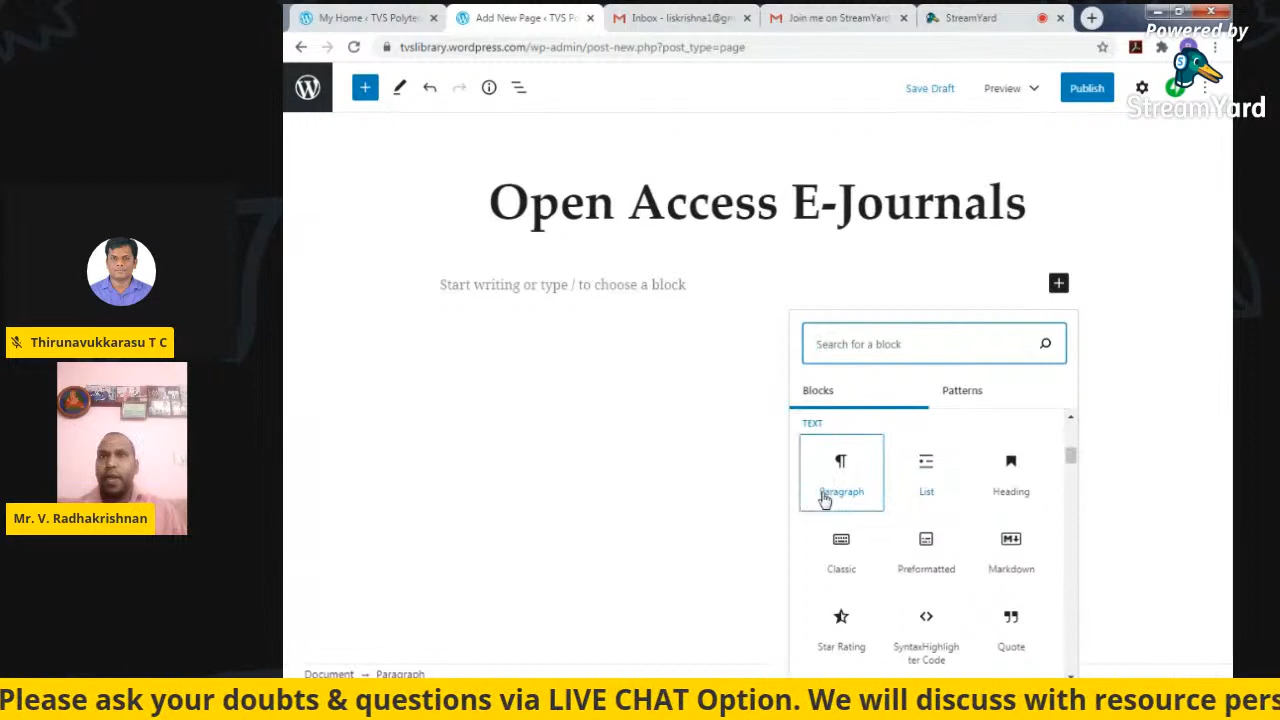 My Home ‹ TVS Polyte
Add New Page ‹ TVS Po
Inbox - liskrishna1@gm
Join me on StreamYard
StreamYard
Powered by
tvslibrary.wordpress.com/wp-admin/post-new.php?post_type=page
StreamYard
Save Draft
Preview
Publish
Open Access E-Journals
Start writing or type / to choose a block
Search for a block
Blocks
Patterns
TEXT
Paragraph
List
Heading
Classic
Preformatted
Markdown
Star Rating
SyntaxHighligh
ter Code
Quote
Document → Paragraph
Thirunavukkarasu T C
Mr. V. Radhakrishnan
Please ask your doubts & questions via LIVE CHAT Option. We will discuss with resource pers